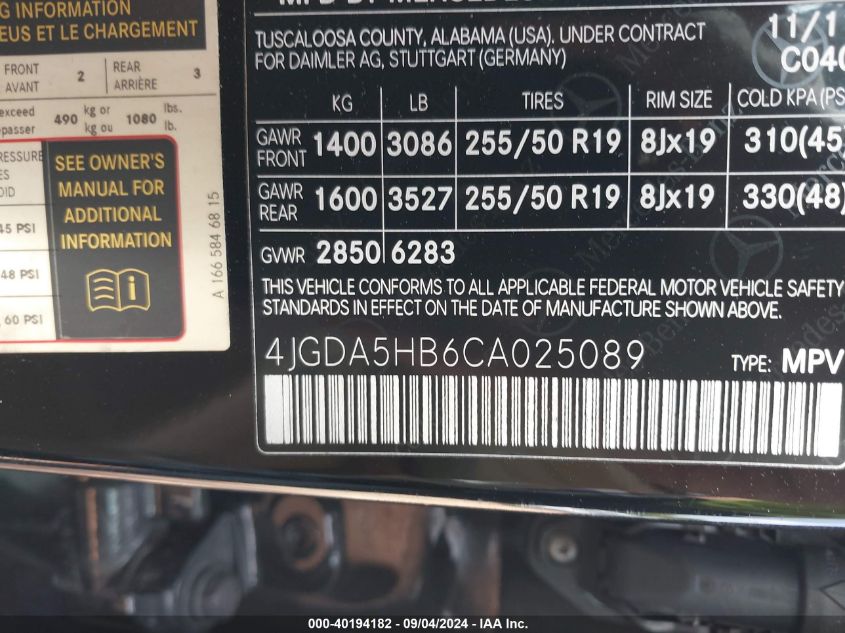 G INFORMATION
EUS ET LE CHARGEMENT
FRONT
AVANT
2
REAR
ARRIÈRE
3
exceed
490 kg or
kg ou
1080 lbs.
lb.
SEE OWNER'S
MANUAL FOR
ADDITIONAL
INFORMATION
45 PSI
48 PSI
60 PSI
A 166 584 68 15
TUSCALOOSA COUNTY, ALABAMA (USA). UNDER CONTRACT
FOR DAIMLER AG, STUTTGART (GERMANY)
11/1
C040
KG LB TIRES RIM SIZE COLD KPA(PS
GAWR
FRONT 1400 3086 255/50 R19 8Jx19 310(45)
GAWR
REAR 1600 3527 255/50 R19 8Jx19 330(48)
GVWR 2850 6283
THIS VEHICLE CONFORMS TO ALL APPLICABLE FEDERAL MOTOR VEHICLE SAFETY
STANDARDS IN EFFECT ON THE DATE OF MANUFACTURE SHOWN ABOVE.
4JGDA5HB6CA025089 TYPE: MPV
000-40194182 - 09/04/2024 - IAA Inc.